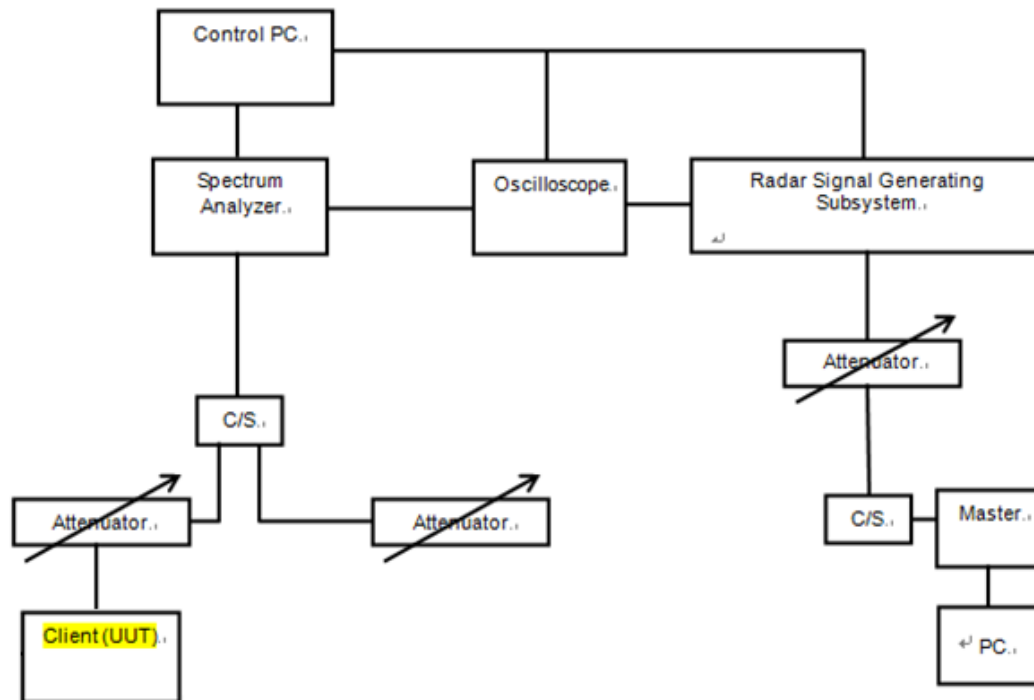 Control PC.
Spectrum
Analyzer.
Oscilloscope.
Radar Signal Generating
Subsystem.
Attenuator.
C/S.
Attenuator.
Attenuator.
C/S.
Master.
Client (UUT).
PC.